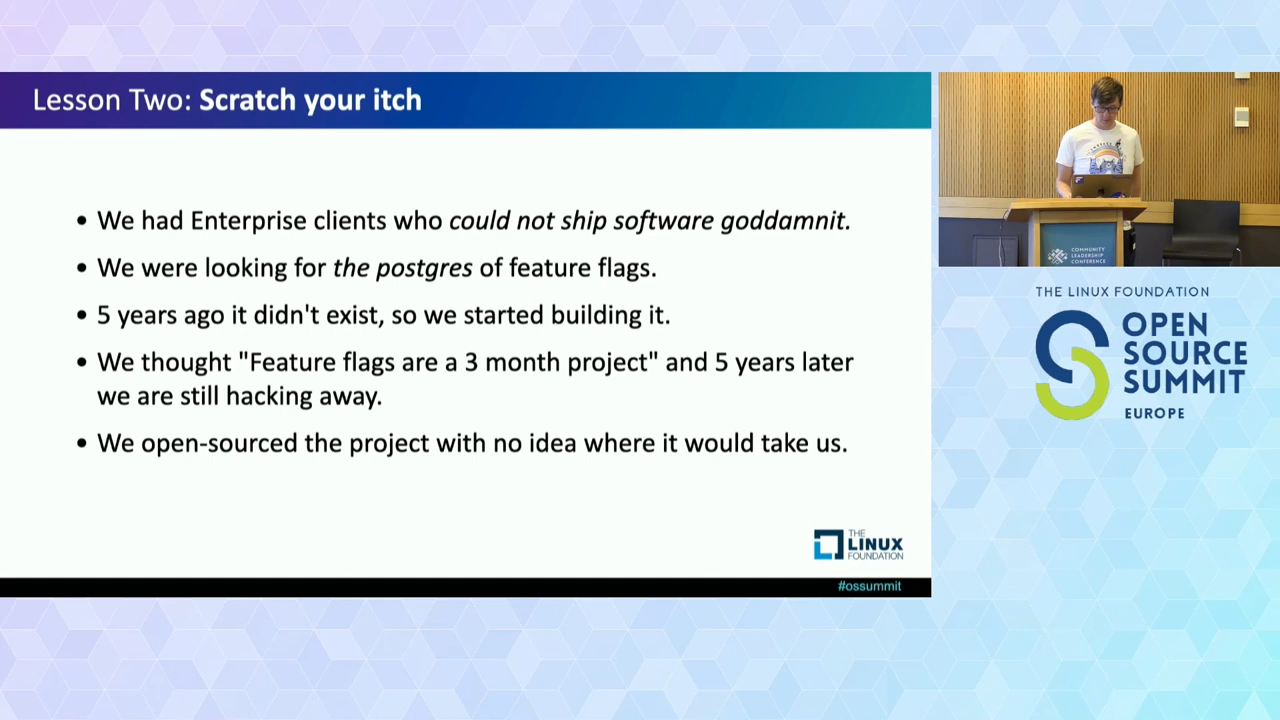 Lesson Two: Scratch your itch
• We had Enterprise clients who could not ship software goddamnit.
• We were looking for the postgres of feature flags.
• 5 years ago it didn't exist, so we started building it.
• We thought "Feature flags are a 3 month project" and 5 years later
we are still hacking away.
• We open-sourced the project with no idea where it would take us.
THE
LINUX
FOUNDATION
#ossummit
COMMUNITY
LEADERSHIP
CONFERENCE
THE LINUX FOUNDATION
OPEN
SOURCE
SUMMIT
EUROPE